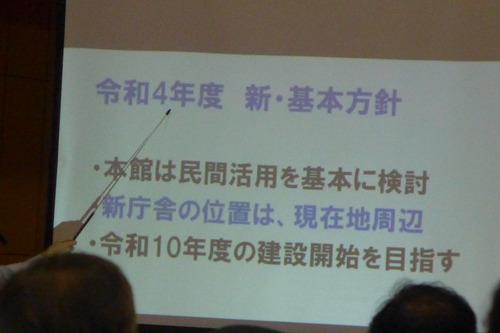 令和4年度 新・基本方針
・本館は民間活用を基本に検討
新庁舎の位置は、現在地周辺
・令和10年度の建設開始を目指す